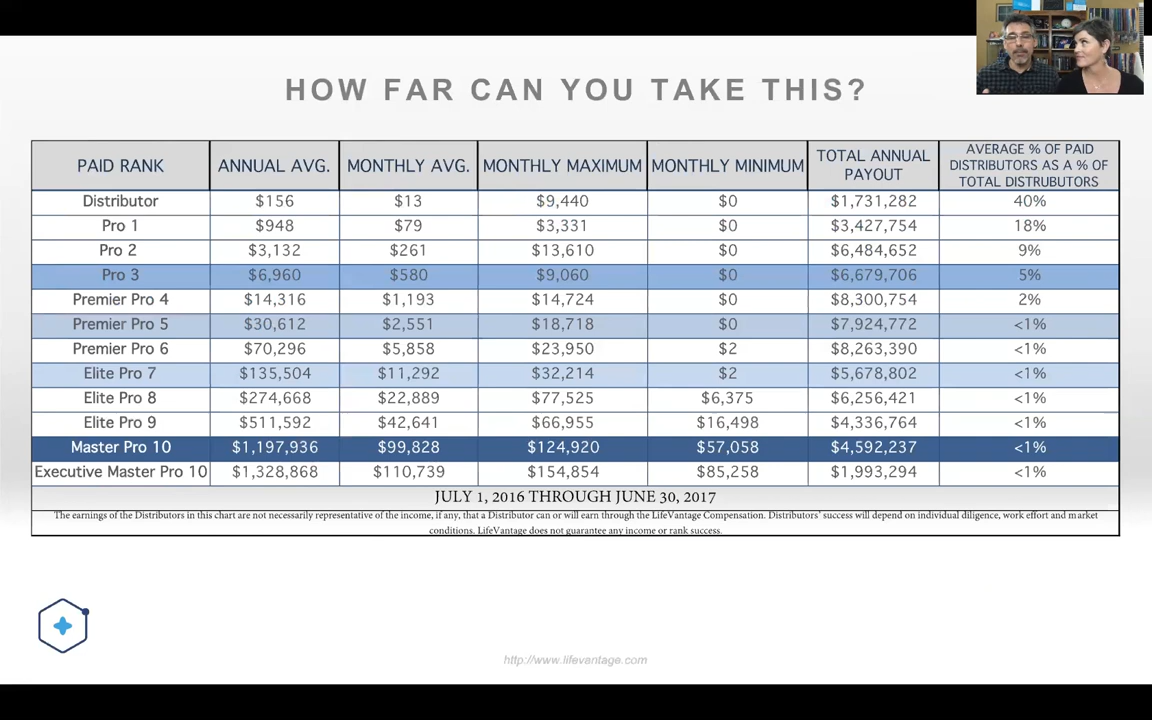 HOW FAR CAN YOU TAKE THIS?
PAID RANK ANNUAL AVG. MONTHLY AVG. MONTHLY MAXIMUM MONTHLY MINIMUM TOTAL ANNUAL PAYOUT AVERAGE % OF PAID DISTRIBUTORS AS A % OF TOTAL DISTRUBUTORS
Distributor $156 $13 $9,440 $0 $1,731,282 40%
Pro 1 $948 $79 $3,331 $0 $3,427,754 18%
Pro 2 $3,132 $261 $13,610 $0 $6,484,652 9%
Pro 3 $6,960 $580 $9,060 $0 $6,679,706 5%
Premier Pro 4 $14,316 $1,193 $14,724 $0 $8,300,754 2%
Premier Pro 5 $30,612 $2,551 $18,718 $0 $7,924,772 <1%
Premier Pro 6 $70,296 $5,858 $23,950 $2 $8,263,390 <1%
Elite Pro 7 $135,504 $11,292 $32,214 $2 $5,678,802 <1%
Elite Pro 8 $274,668 $22,889 $77,525 $6,375 $6,256,421 <1%
Elite Pro 9 $511,592 $42,641 $66,955 $16,498 $4,336,764 <1%
Master Pro 10 $1,197,936 $99,828 $124,920 $57,058 $4,592,237 <1%
Executive Master Pro 10 $1,328,868 $110,739 $154,854 $85,258 $1,993,294 <1%
JULY 1, 2016 THROUGH JUNE 30, 2017
The earnings of the Distributors in this chart are not necessarily representative of the income, if any, that a Distributor can or will earn through the LifeVantage Compensation. Distributors' success will depend on individual diligence, work effort and market
conditions. LifeVantage does not guarantee any income or rank success.
http://www.lifevantage.com